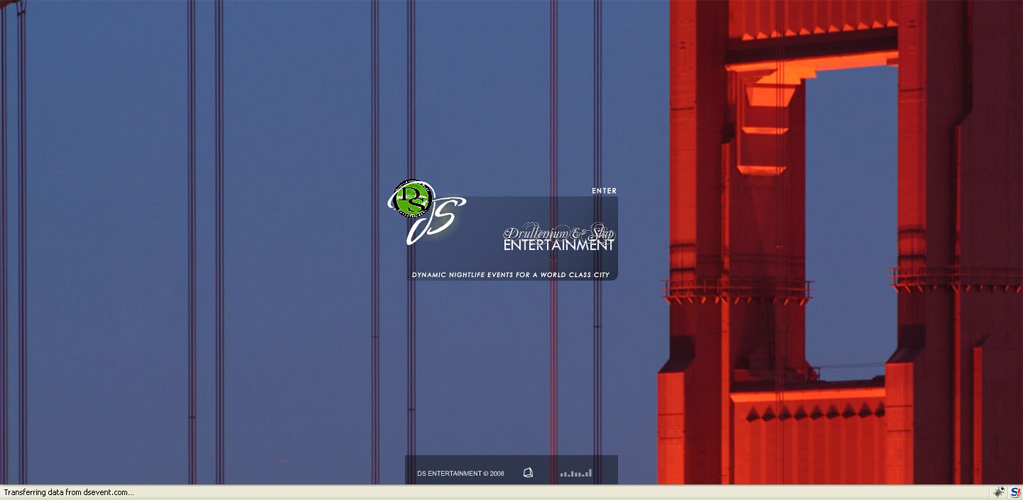 ENTER
DS
DS
Drullenium & Skip
ENTERTAINMENT
DYNAMIC NIGHTLIFE EVENTS FOR A WORLD CLASS CITY
DS ENTERTAINMENT © 2008
Transferring data from dsevent.com...